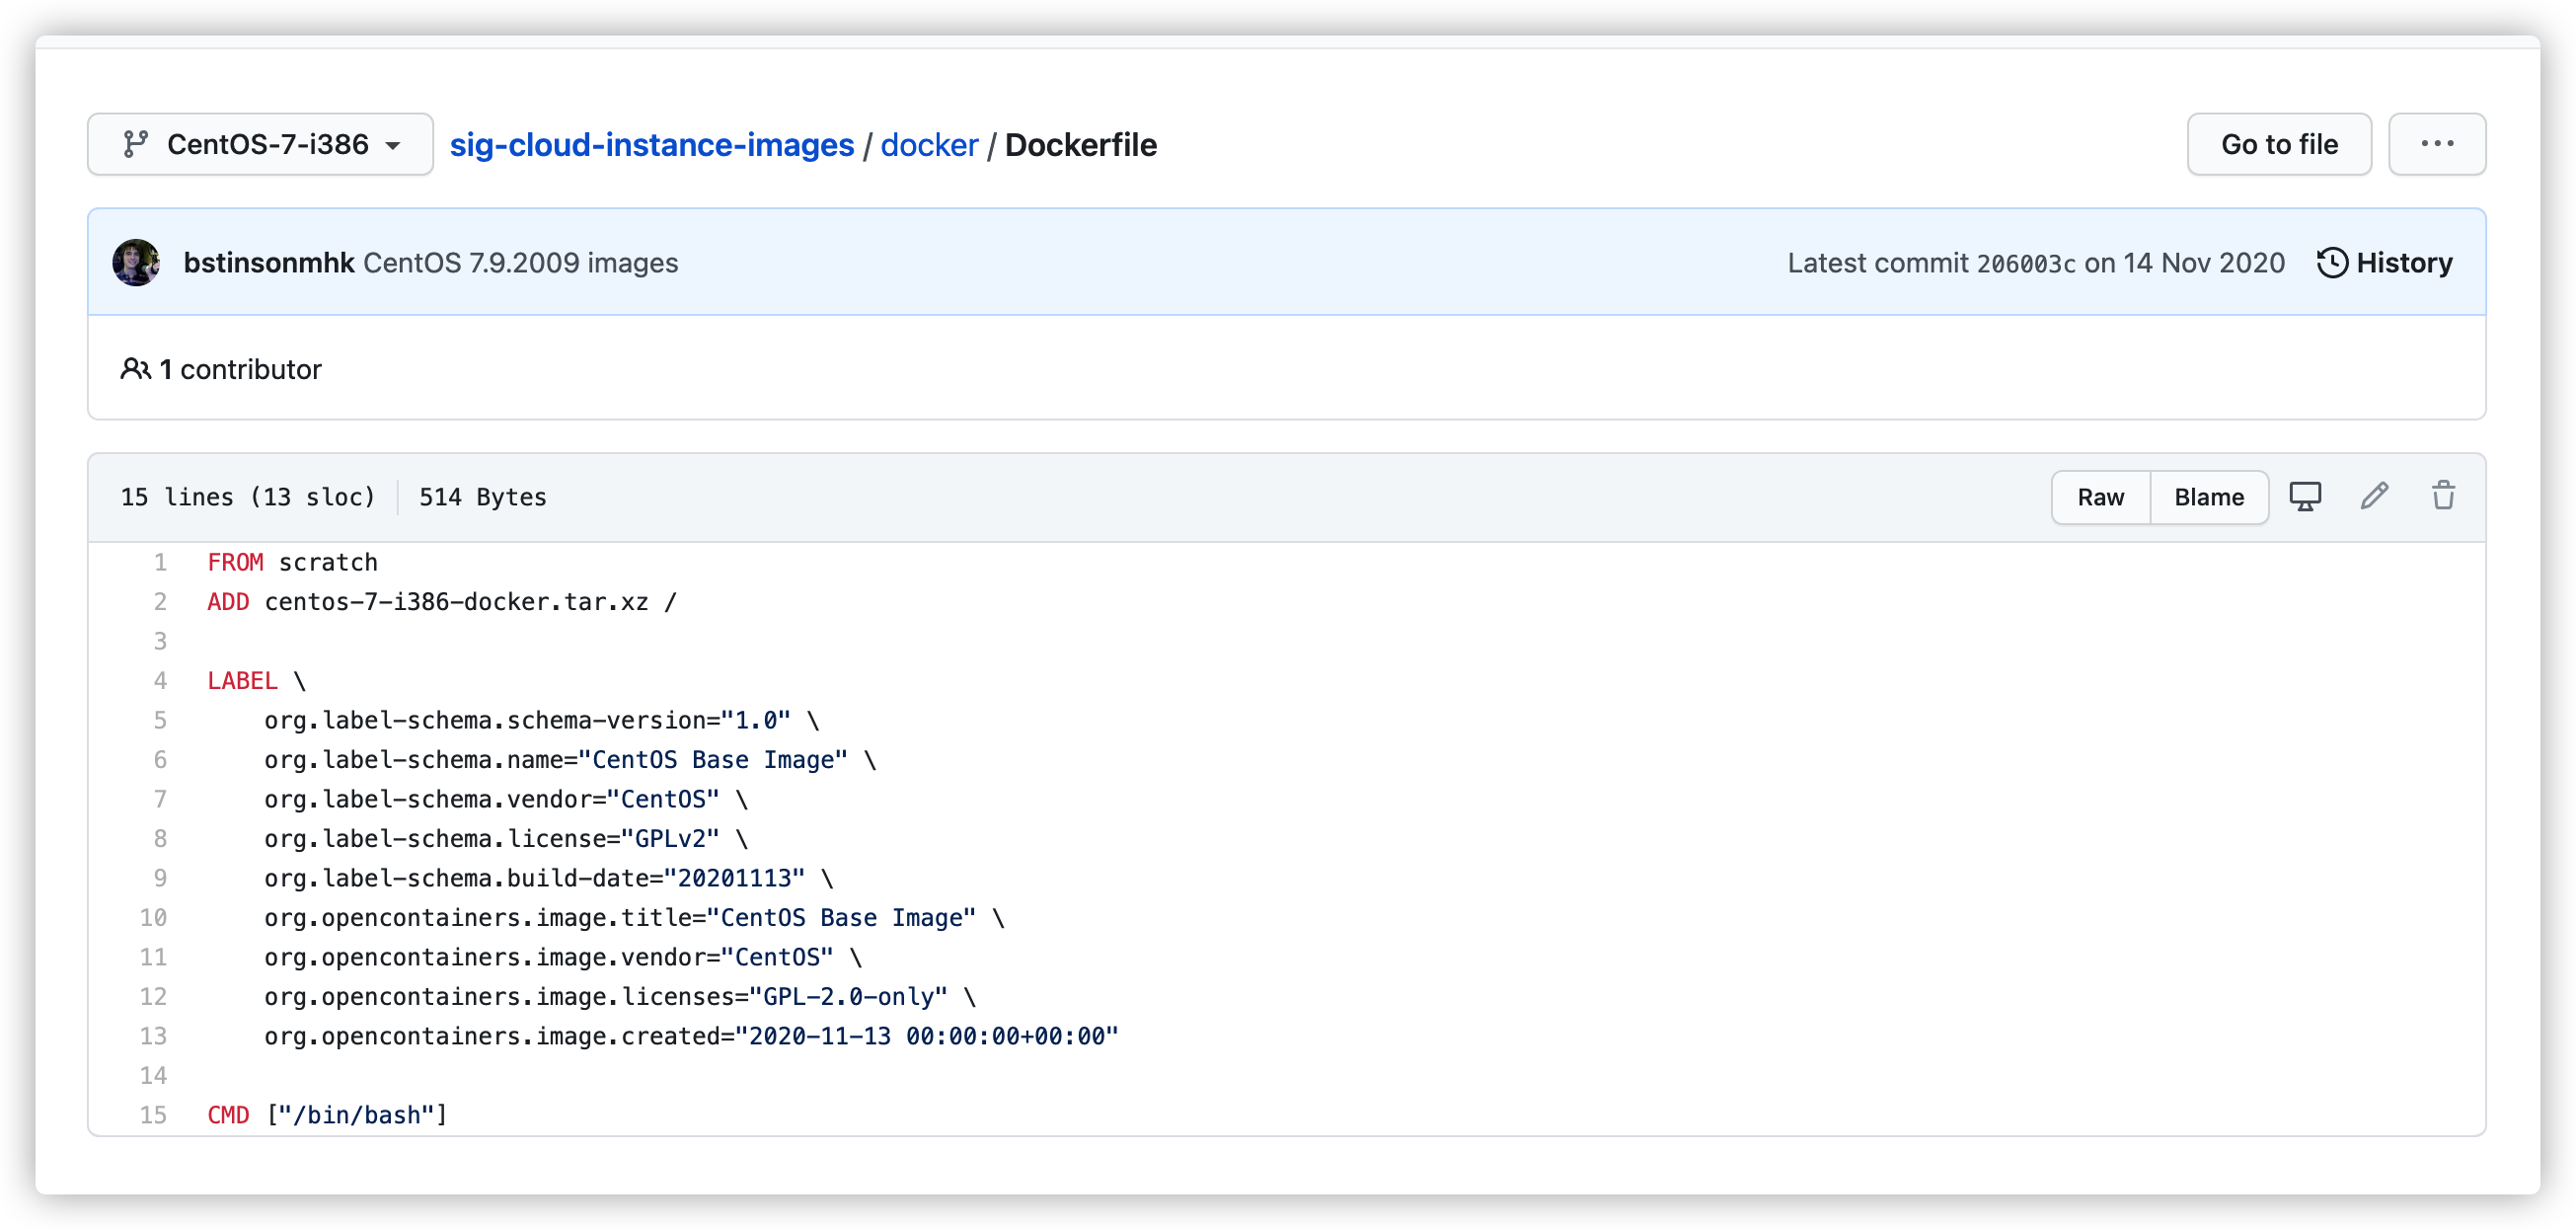 CentOS-7-i386 sig-cloud-instance-images / docker / Dockerfile Go to file ···
bstinsonmhk CentOS 7.9.2009 images Latest commit 206003c on 14 Nov 2020 History
1 contributor
15 lines (13 sloc) 514 Bytes Raw Blame
1 FROM scratch
2 ADD centos-7-i386-docker.tar.xz /
3
4 LABEL \
5     org.label-schema.schema-version="1.0" \
6     org.label-schema.name="CentOS Base Image" \
7     org.label-schema.vendor="CentOS" \
8     org.label-schema.license="GPLv2" \
9     org.label-schema.build-date="20201113" \
10     org.opencontainers.image.title="CentOS Base Image" \
11     org.opencontainers.image.vendor="CentOS" \
12     org.opencontainers.image.licenses="GPL-2.0-only" \
13     org.opencontainers.image.created="2020-11-13 00:00:00+00:00"
14
15 CMD ["/bin/bash"]